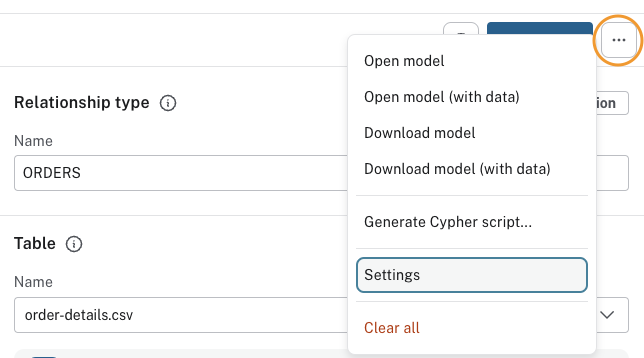 ...
Open model
Relationship type
Open model (with data)
ion
Name
Download model
ORDERS
Download model (with data)
Generate Cypher script...
Table
Settings
Name
order-details.csv
Clear all